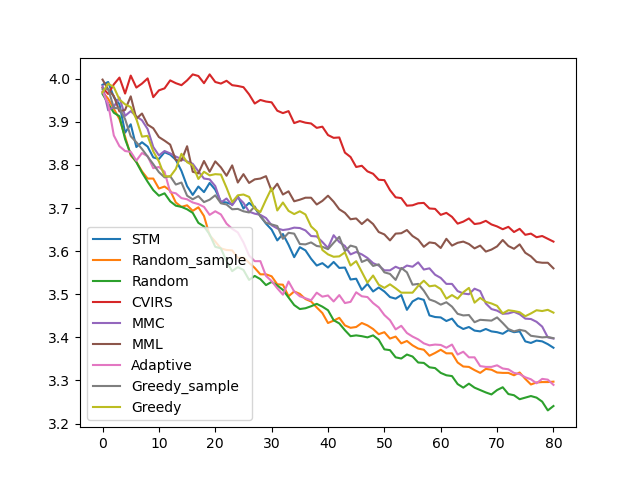 4.0
3.9
3.8
3.7
3.6
3.5
3.4
3.3
3.2
STM
Random_sample
Random
CVIRS
MMC
MML
Adaptive
Greedy_sample
Greedy
0 10 20 30 40 50 60 70 80